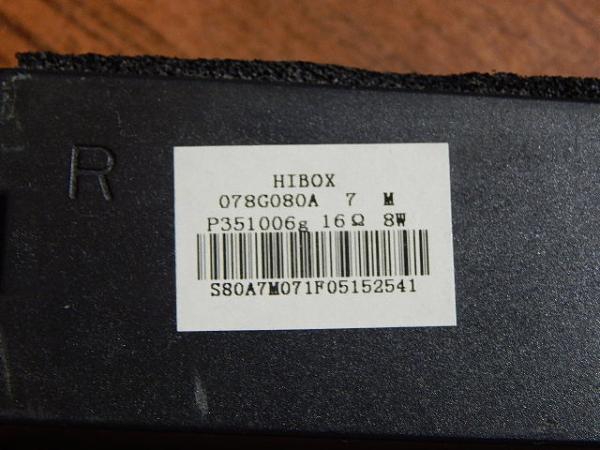 R
HIBOX
078G080A 7 M
P351006g 16Ω 8W
S80A7M071F05152541